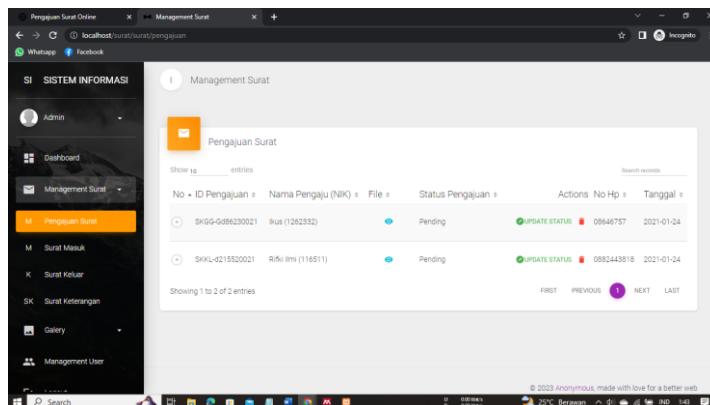 Pengajuan Surat Online
Management Surat
localhost/surat/surat/pengajuan
Incognito
Whatsapp
Facebook
SI SISTEM INFORMASI
Admin
Dashboard
Management Surat
M Pengajuan Surat
M Surat Masuk
K Surat Keluar
SK Surat Keterangan
Galery
Management User
Management Surat
Pengajuan Surat
Show 10 entries
Search records
No ID Pengajuan Nama Pengaju (NIK) File Status Pengajuan Actions No Hp Tanggal
SKGG-Gd86230021 Ikus (1262332) Pending UPDATE STATUS 08646757 2021-01-24
SKKL-d215520021 Rifki Ilmi (116511) Pending UPDATE STATUS 0882443818 2021-01-24
Showing 1 to 2 of 2 entries
FIRST PREVIOUS 1 NEXT LAST
© 2023 Anonymous, made with love for a better web
Search
25°C Berawan
IND 1:43